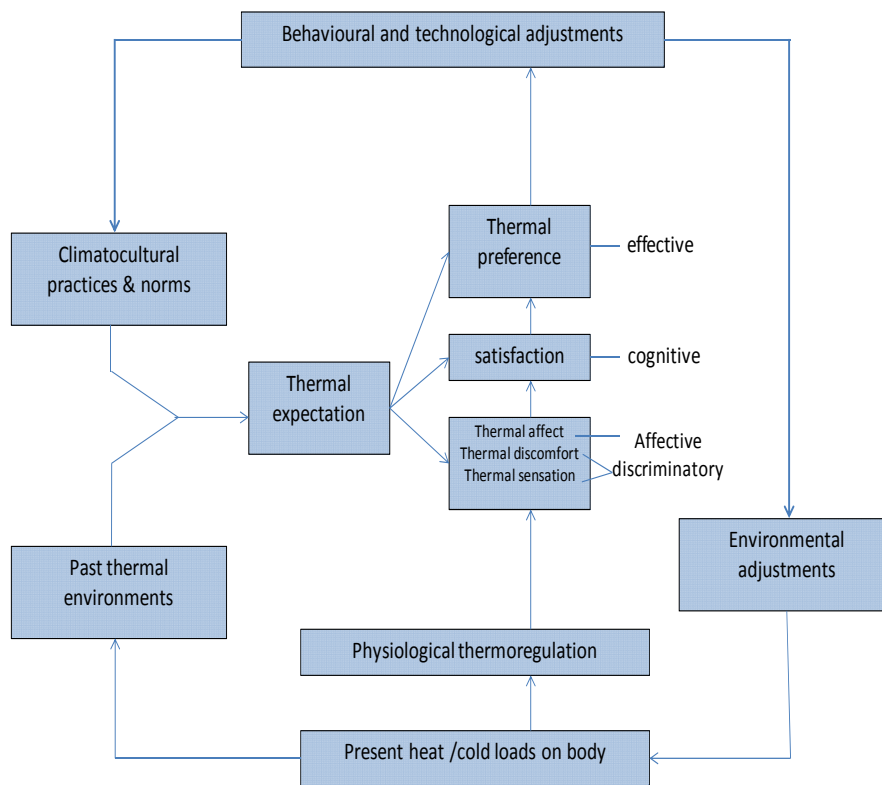 Behavioural and technological adjustments
Thermal
preference
effective
Climatocultural
practices & norms
satisfaction
cognitive
Thermal
expectation
Thermal affect
Thermal discomfort
Thermal sensation
Affective
discriminatory
Past thermal
environments
Environmental
adjustments
Physiological thermoregulation
Present heat /cold loads on body